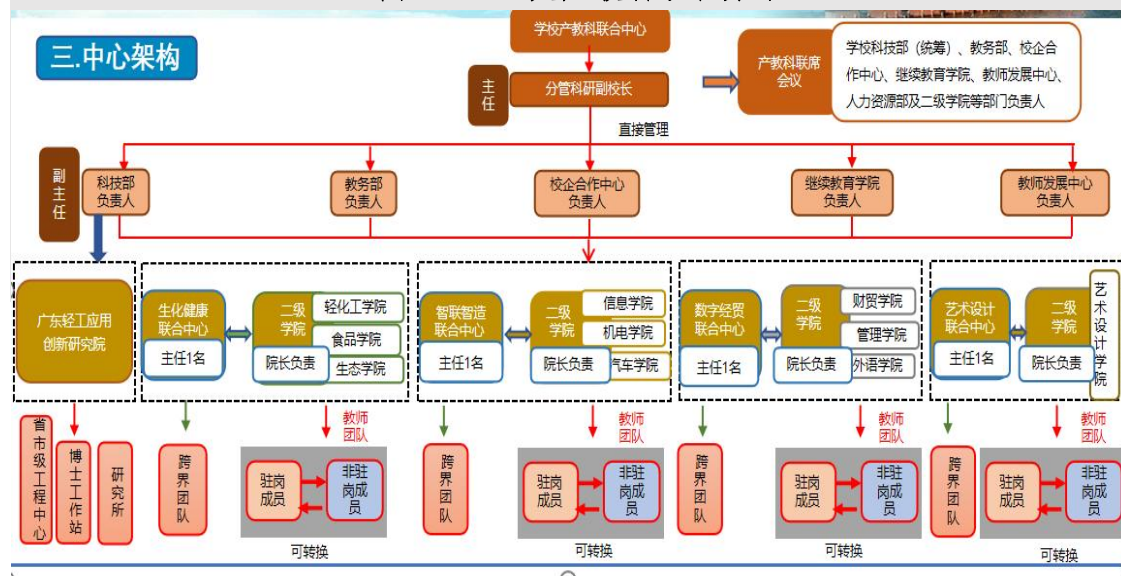 三.中心架构
学校产教科联合中心
主任
分管科研副校长
产教科联席
会议
学校科技部（统筹）、教务部、校企合
作中心、继续教育学院、教师发展中心、
人力资源部及二级学院等部门负责人
直接管理
副主任
科技部
负责人
教务部
负责人
校企合作中心
负责人
继续教育学院
负责人
教师发展中心
负责人
广东轻工应用
创新研究院
生化健康
联合中心
主任1名
二级
学院
院长负责
轻化工学院
食品学院
生态学院
智联智造
联合中心
主任1名
二级
学院
院长负责
信息学院
机电学院
汽车学院
数字经贸
联合中心
主任1名
二级
学院
院长负责
财贸学院
管理学院
外语学院
艺术设计
联合中心
主任1名
二级
学院
院长负责
艺术设计学院
省市级工程中心
博士工作站
研究所
跨界团队
教师
团队
驻岗
成员
非驻
岗成
员
可转换
跨界团队
教师
团队
驻岗
成员
非驻
岗成
员
可转换
跨界团队
教师
团队
驻岗
成员
非驻
岗成
员
可转换
跨界团队
教师
团队
驻岗
成员
非驻
岗成
员
可转换